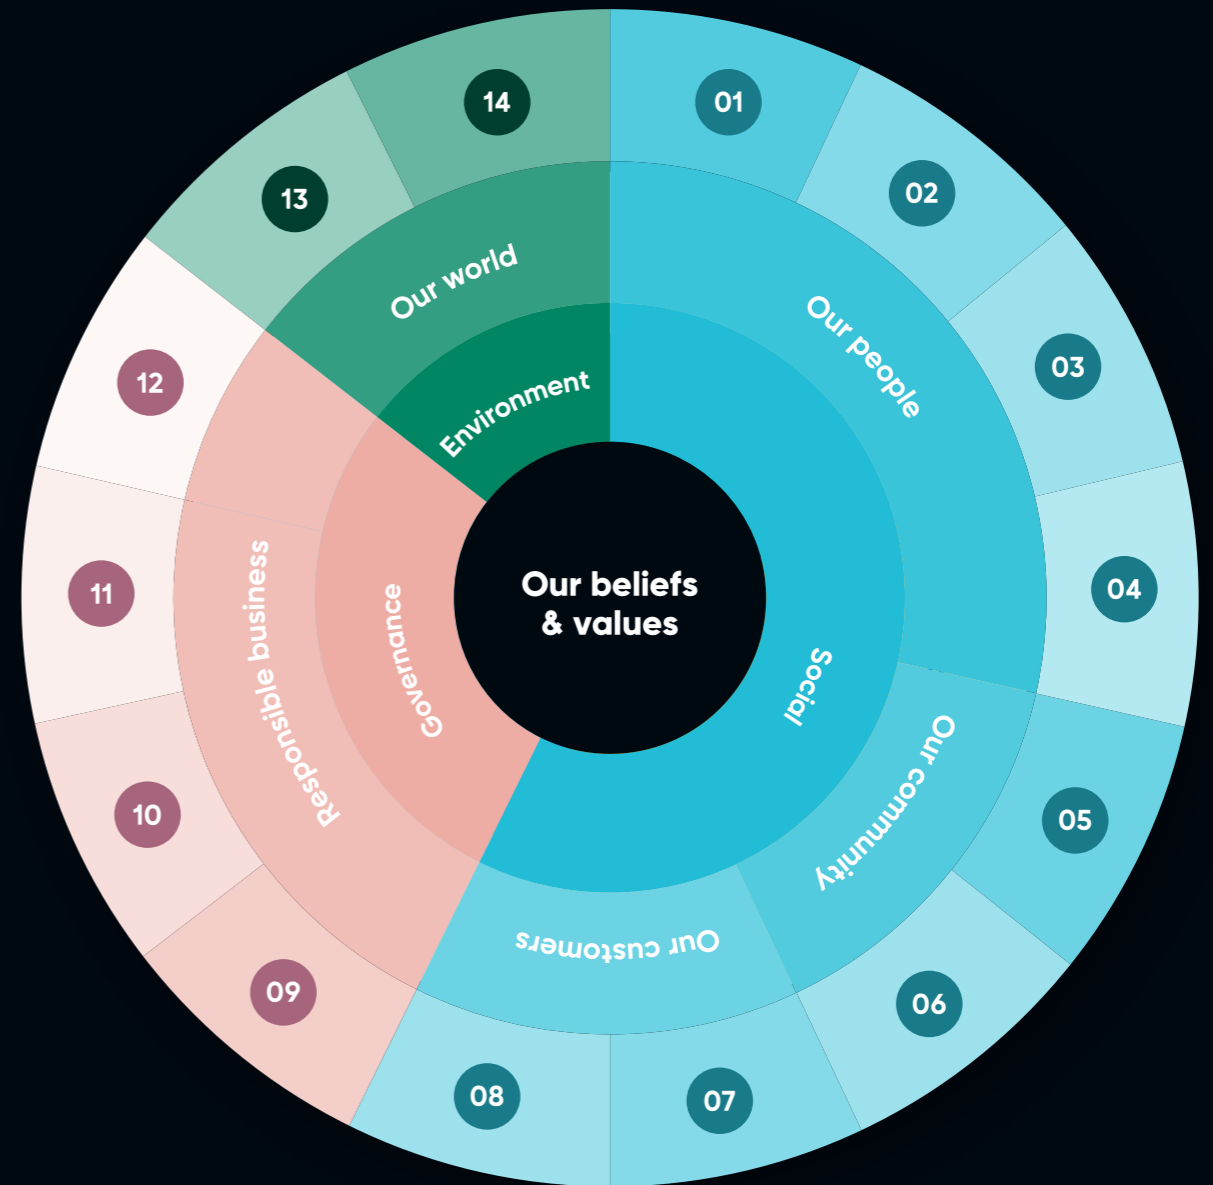 01
02
03
04
05
06
07
08
09
10
11
12
13
14
Our world
Our people
Our community
Our customers
Responsible business
Environment
Social
Governance
Our beliefs
& values